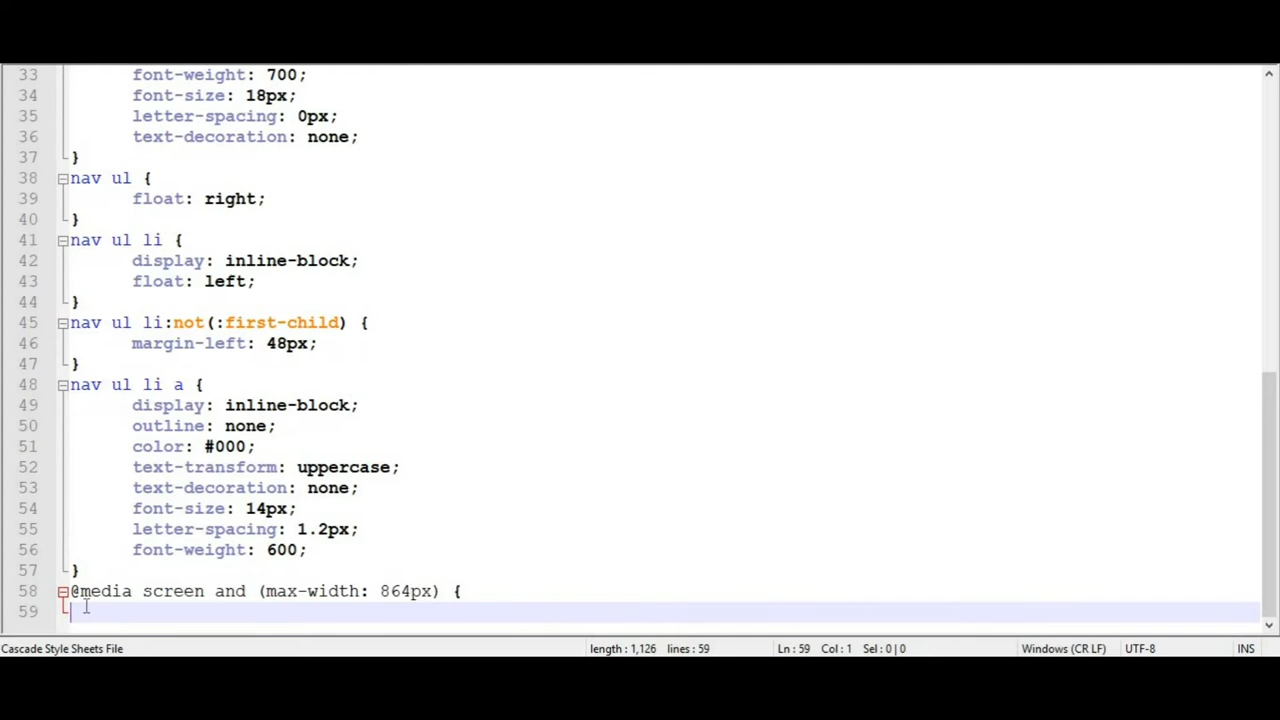 33 font-weight: 700;
34 font-size: 18px;
35 letter-spacing: 0px;
36 text-decoration: none;
37 }
38 nav ul {
39 float: right;
40 }
41 nav ul li {
42 display: inline-block;
43 float: left;
44 }
45 nav ul li:not(:first-child) {
46 margin-left: 48px;
47 }
48 nav ul li a {
49 display: inline-block;
50 outline: none;
51 color: #000;
52 text-transform: uppercase;
53 text-decoration: none;
54 font-size: 14px;
55 letter-spacing: 1.2px;
56 font-weight: 600;
57 }
58 @media screen and (max-width: 864px) {
59
Cascade Style Sheets File length : 1,126 lines : 59 Ln : 59 Col : 1 Sel : 0 | 0 Windows (CR LF) UTF-8 INS